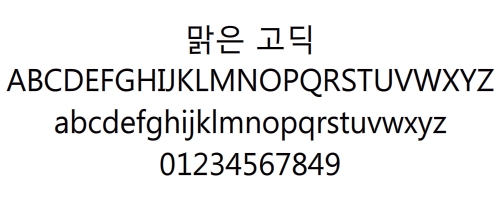 맑은 고딕
ABCDEFGHIJKLMNOPQRSTUVWXYZ
abcdefghijklmnopqrstuvwxyz
01234567849